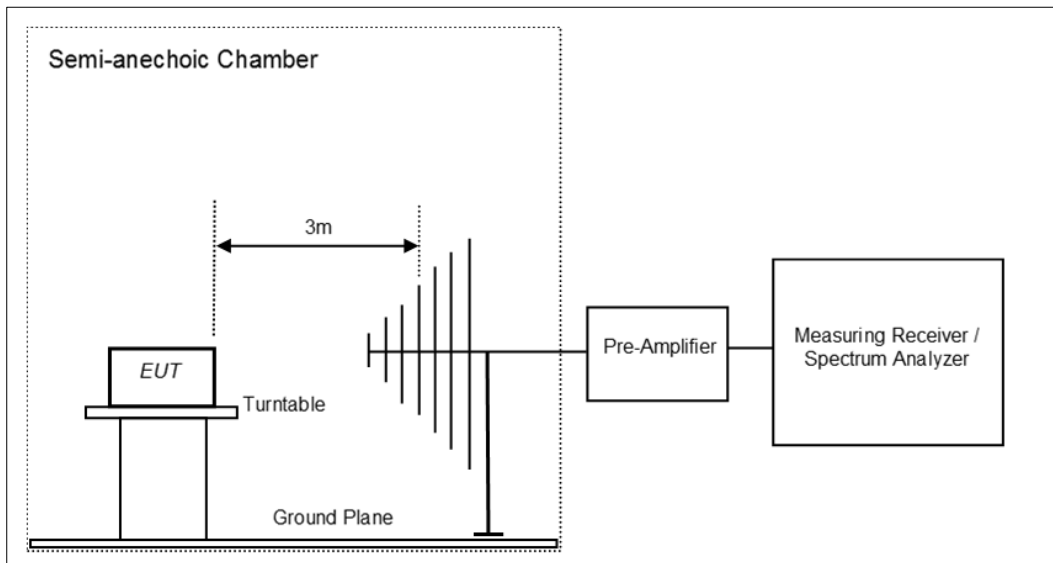 Semi-anechoic Chamber
3m
EUT
Turntable
Ground Plane
Pre-Amplifier
Measuring Receiver /
Spectrum Analyzer